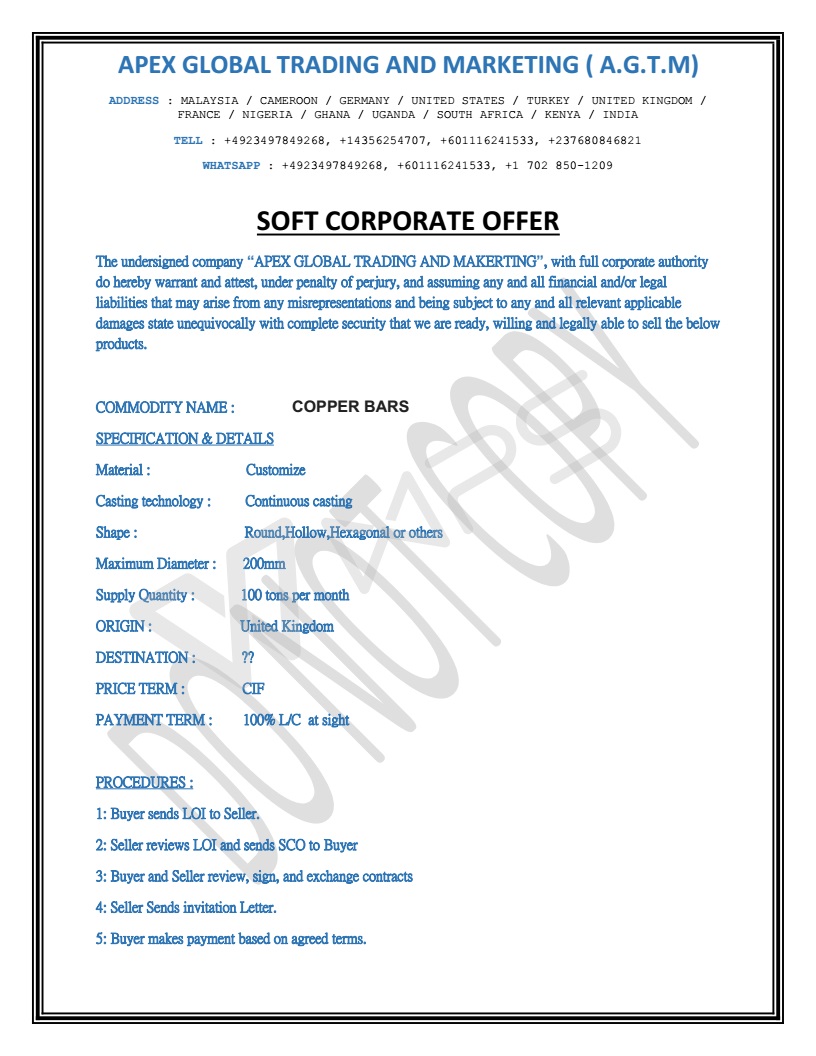 APEX GLOBAL TRADING AND MARKETING ( A.G.T.M)
ADDRESS : MALAYSIA / CAMEROON / GERMANY / UNITED STATES / TURKEY / UNITED KINGDOM /
FRANCE / NIGERIA / GHANA / UGANDA / SOUTH AFRICA / KENYA / INDIA
TELL : +4923497849268, +14356254707, +601116241533, +237680846821
WHATSAPP : +4923497849268, +601116241533, +1 702 850-1209
SOFT CORPORATE OFFER
The undersigned company “APEX GLOBAL TRADING AND MAKERTING”, with full corporate authority
do hereby warrant and attest, under penalty of perjury, and assuming any and all financial and/or legal
liabilities that may arise from any misrepresentations and being subject to any and all relevant applicable
damages state unequivocally with complete security that we are ready, willing and legally able to sell the below
products.
COMMODITY NAME : COPPER BARS
SPECIFICATION & DETAILS
Material : Customize
Casting technology : Continuous casting
Shape : Round,Hollow,Hexagonal or others
Maximum Diameter : 200mm
Supply Quantity : 100 tons per month
ORIGIN : United Kingdom
DESTINATION : ??
PRICE TERM : CIF
PAYMENT TERM : 100% L/C at sight
PROCEDURES :
1: Buyer sends LOI to Seller.
2: Seller reviews LOI and sends SCO to Buyer
3: Buyer and Seller review, sign, and exchange contracts
4: Seller Sends invitation Letter.
5: Buyer makes payment based on agreed terms.
DO NOT COPY